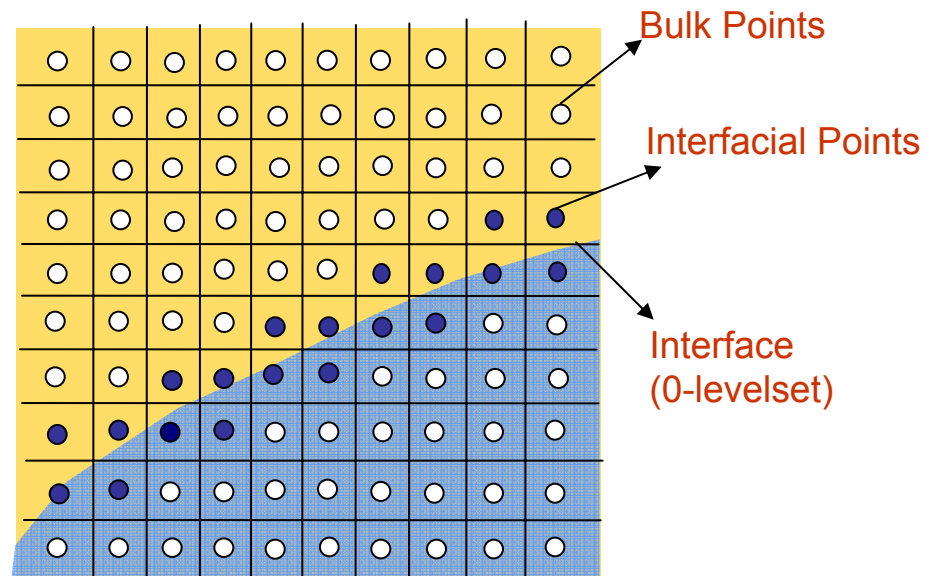 Bulk Points
Interfacial Points
Interface
(0-levelset)